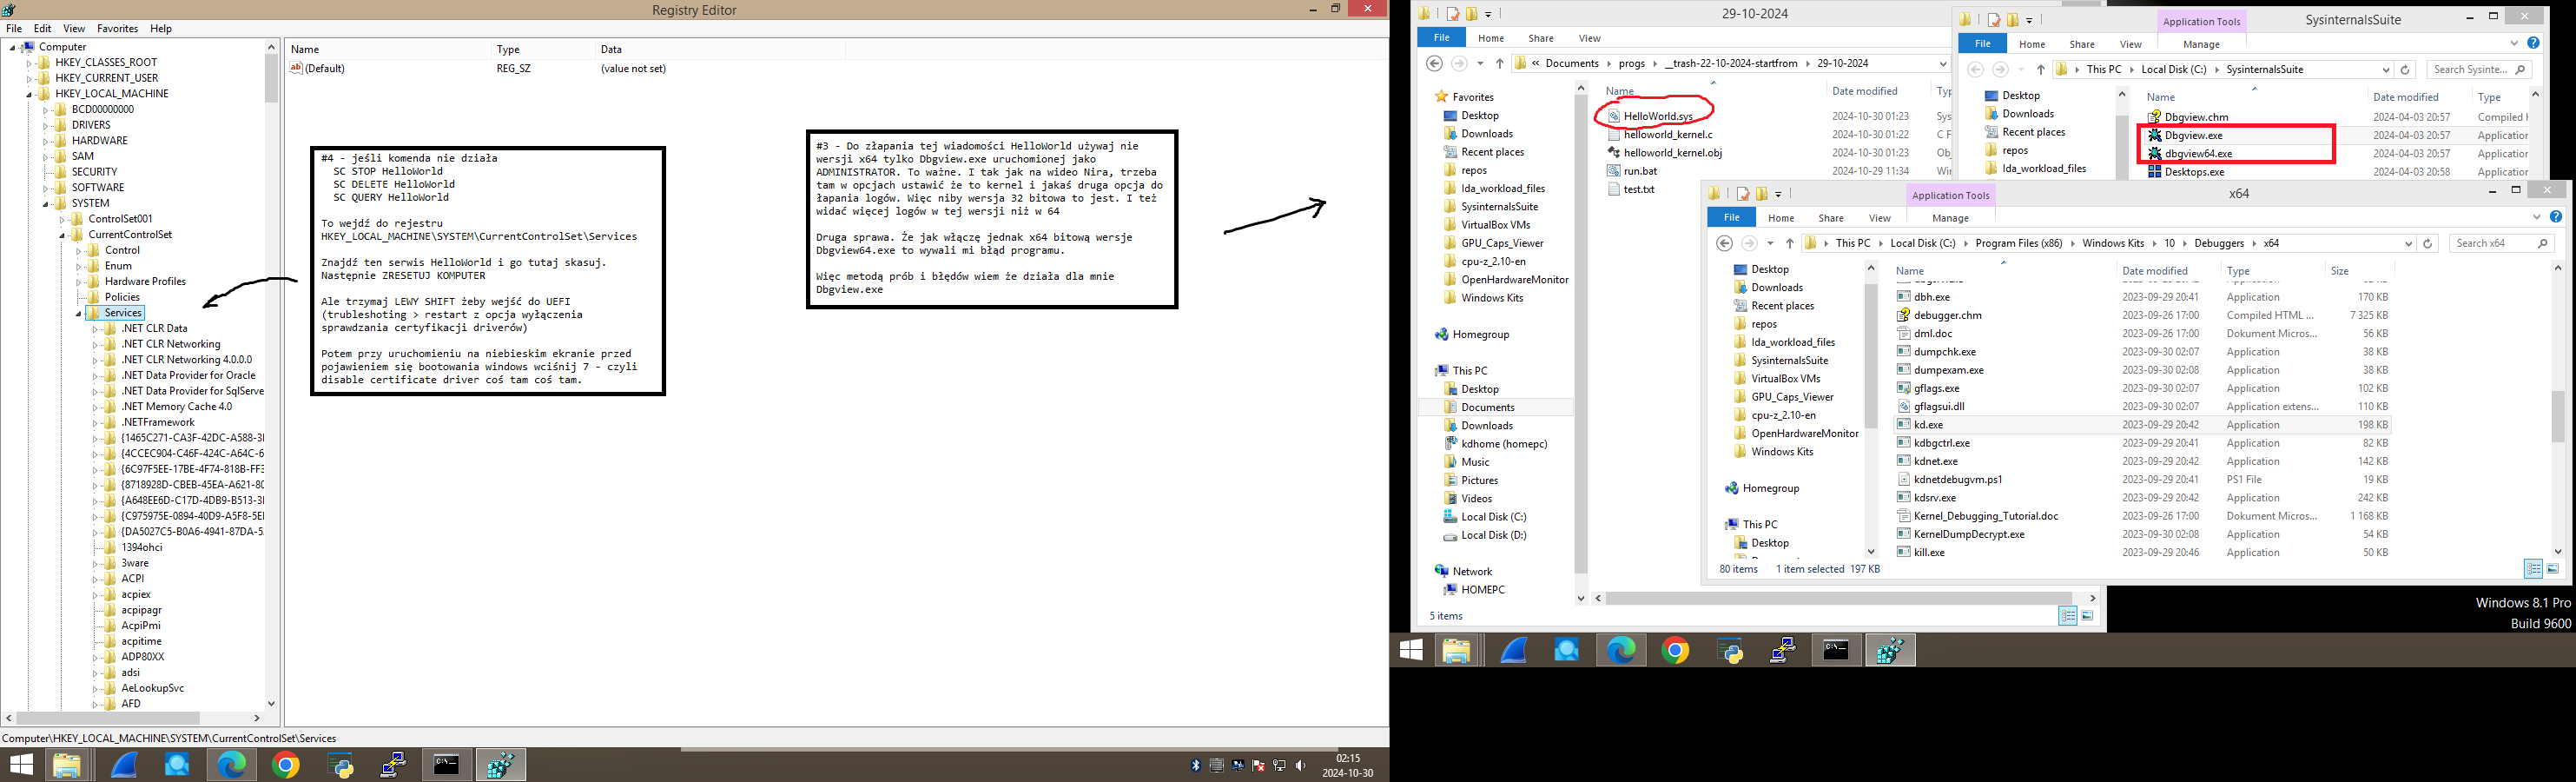 Registry Editor
File Edit View Favorites Help
Computer
HKEY_CLASSES_ROOT
HKEY_CURRENT_USER
HKEY_LOCAL_MACHINE
BCD00000000
DRIVERS
HARDWARE
SAM
SECURITY
SOFTWARE
SYSTEM
ControlSet001
CurrentControlSet
Control
Enum
Hardware Profiles
Policies
Services
.NET CLR Data
.NET CLR Networking
.NET CLR Networking 4.0.0.0
.NET Data Provider for Oracle
.NET Data Provider for SqlServe
.NET Memory Cache 4.0
.NETFramework
{1465C271-CA3F-42DC-A588-3
{4CCEC904-C46F-424C-A64C-6
{6C97F5EE-17BE-4F74-818B-FF3
{8718928D-CBEB-45EA-A621-80
{A648EE6D-C17D-4DB9-B513-3
{C975975E-0894-40D9-A5F8-5E
{DA5027C5-B0A6-4941-87DA-5
1394ohci
3ware
ACPI
acpiex
acpipagr
AcpiPmi
acpitime
ADP80XX
adsi
AeLookupSvc
AFD
Name Type Data
(Default) REG_SZ (value not set)
#4 - jeśli komenda nie działa
SC STOP HelloWorld
SC DELETE HelloWorld
SC QUERY HelloWorld
To wejdź do rejestru
HKEY_LOCAL_MACHINE\SYSTEM\CurrentControlSet\Services
Znajdź ten serwis HelloWorld i go tutaj skasuj.
Następnie ZRESETUJ KOMPUTER
Ale trzymaj LEWY SHIFT żeby wejść do UEFI
(trubleshoting > restart z opcja wyłączenia
sprawdzania certyfikacji driverów)
Potem przy uruchomieniu na niebieskim ekranie przed
pojawieniem się bootowania windows wciśnij 7 - czyli
disable certificate driver coś tam coś tam.
#3 - Do złapania tej wiadomości HelloWorld używaj nie
wersji x64 tylko Dbgview.exe uruchomionej jako
ADMINISTRATOR. To ważne. I tak jak na wideo Nira, trzeba
tam w opcjach ustawić że to kernel i jakaś druga opcja do
łapania logów. Więc niby wersja 32 bitowa to jest. I też
widać więcej logów w tej wersji niż w 64
Druga sprawa. Że jak włączę jednak x64 bitową wersje
Dbgview64.exe to wywali mi błąd programu.
Więc metodą prób i błędów wiem że działa dla mnie
Dbgview.exe
Computer\HKEY_LOCAL_MACHINE\SYSTEM\CurrentControlSet\Services
02:15
2024-10-30
29-10-2024
File Home Share View
« Documents progs __trash-22-10-2024-startfrom 29-10-2024
Favorites
Desktop
Downloads
Recent places
repos
Ida_workload_files
SysinternalsSuite
VirtualBox VMs
GPU_Caps_Viewer
cpu-z_2.10-en
OpenHardwareMonitor
Windows Kits
Homegroup
This PC
Desktop
Documents
Downloads
kdhome (homepc)
Music
Pictures
Videos
Local Disk (C:)
Local Disk (D:)
Network
HOMEPC
5 items
Name Date modified Typ
HelloWorld.sys 2024-10-30 01:23 Sys
helloworld_kernel.c 2024-10-30 01:22 C F
helloworld_kernel.obj 2024-10-30 01:23 Obj
run.bat 2024-10-29 11:34 Wir
test.txt
Application Tools SysinternalsSuite
File Home Share View Manage
This PC Local Disk (C:) SysinternalsSuite Search Sysinte...
Desktop
Downloads
Recent places
repos
Ida_workload_files
Name Date modified Type
Dbgview.chm 2024-04-03 20:57 Compiled
Dbgview.exe 2024-04-03 20:57 Application
dbgview64.exe 2024-04-03 20:57 Application
Desktops.exe 2024-04-03 20:58 Application
Application Tools x64
File Home Share View Manage
This PC Local Disk (C:) Program Files (x86) Windows Kits 10 Debuggers x64 Search x64
Desktop
Downloads
Recent places
repos
Ida_workload_files
SysinternalsSuite
VirtualBox VMs
GPU_Caps_Viewer
cpu-z_2.10-en
OpenHardwareMonitor
Windows Kits
Homegroup
This PC
Desktop
Name Date modified Type Size
dbh.exe 2023-09-29 20:41 Application 170 KB
debugger.chm 2023-09-26 17:00 Compiled HTML ... 7 325 KB
dml.doc 2023-09-26 17:00 Dokument Micros... 56 KB
dumpchk.exe 2023-09-30 02:07 Application 38 KB
dumpexam.exe 2023-09-30 02:08 Application 38 KB
gflags.exe 2023-09-30 02:07 Application 102 KB
gflagsui.dll 2023-09-30 02:07 Application exten... 110 KB
kd.exe 2023-09-29 20:42 Application 198 KB
kdbgctrl.exe 2023-09-29 20:41 Application 82 KB
kdnet.exe 2023-09-29 20:42 Application 142 KB
kdnetdebugvm.ps1 2023-09-29 20:41 PS1 File 19 KB
kdsrv.exe 2023-09-29 20:42 Application 242 KB
Kernel_Debugging_Tutorial.doc 2023-09-26 17:00 Dokument Micros... 1 168 KB
KernelDumpDecrypt.exe 2023-09-30 02:08 Application 54 KB
kill.exe 2023-09-29 20:46 Application 50 KB
80 items 1 item selected 197 KB
Windows 8.1 Pro
Build 9600